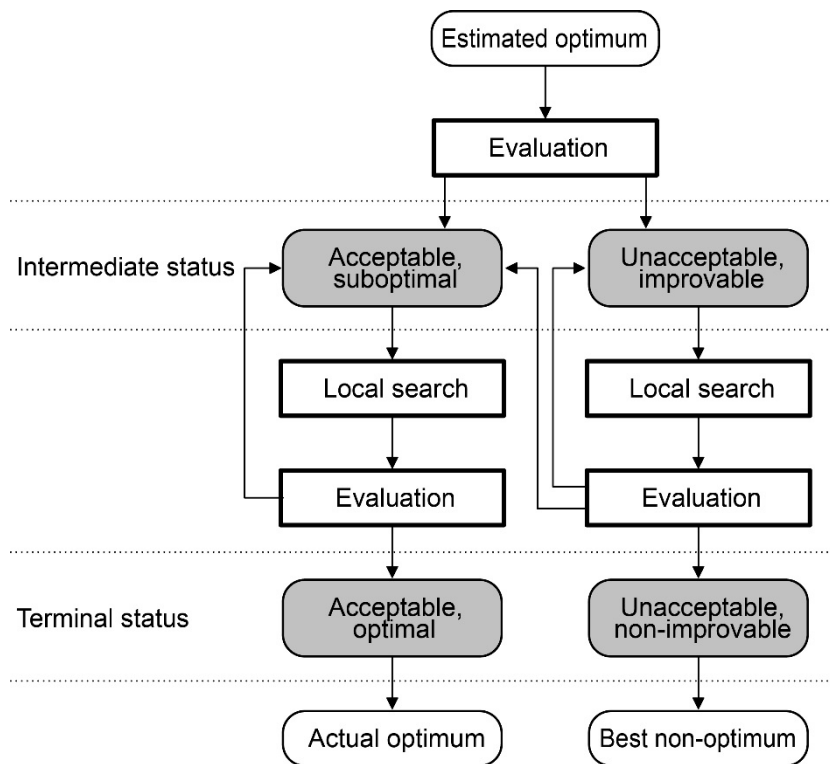 Estimated optimum
Evaluation
Intermediate status
Acceptable,
suboptimal
Unacceptable,
improvable
Local search
Local search
Evaluation
Evaluation
Terminal status
Acceptable,
optimal
Unacceptable,
non-improvable
Actual optimum
Best non-optimum